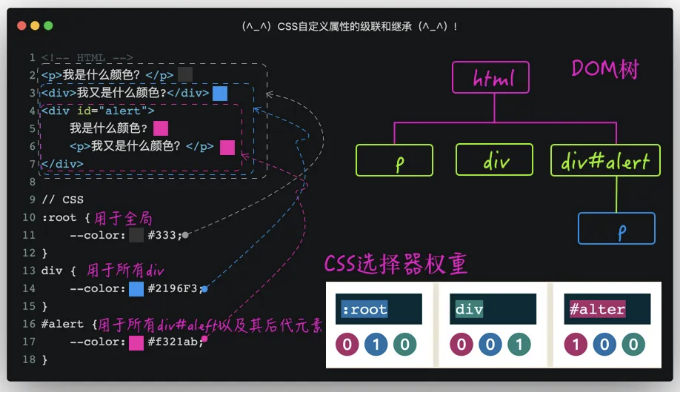 (^_^) CSS自定义属性的级联和继承 (^_^) !
1 <!-- HTML -->
2 <p>我是什么颜色? </p>
3 <div>我又是什么颜色?</div>
4 <div id="alert">
5 我是什么颜色?
6 <p>我又是什么颜色? </p>
7 </div>
8
9 // CSS
10 :root { 用于全局
11 --color: #333;
12 }
13 div { 用于所有div
14 --color: #2196F3;
15 }
16 #alert { 用于所有div#aleft以及其后代元素
17 --color: #f321ab;
18 }
DOM树
html
p div div#alert
p
CSS选择器权重
:root div #alter
0 1 0 0 0 1 1 0 0